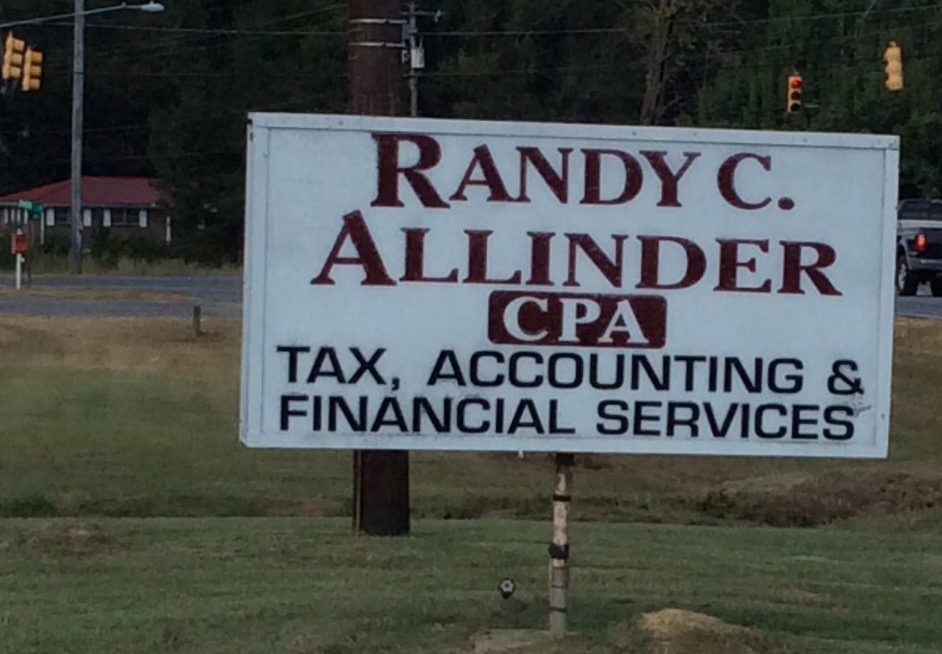 RANDY C.
ALLINDER
CPA
TAX, ACCOUNTING &
FINANCIAL SERVICES